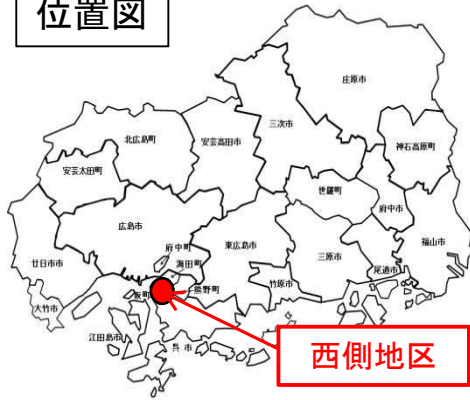 位置図
庄原市
三次市
北広島町
安芸高田市
神石高原町
安芸太田町
世羅町
府中市
広島市
府中町
東広島市
三原市
福山市
海田町
尾道市
廿日市市
熊野町
竹原市
坂町
大竹市
江田島市
呉市
西側地区